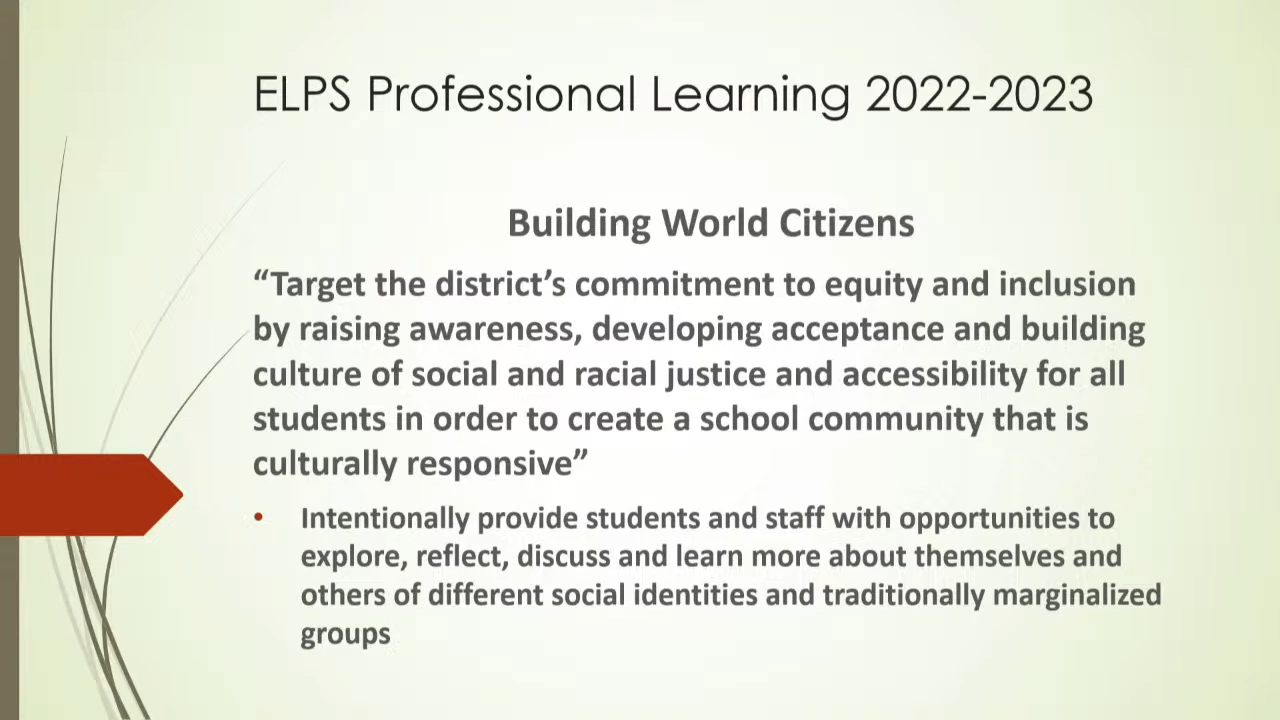 ELPS Professional Learning 2022-2023
Building World Citizens
“Target the district’s commitment to equity and inclusion
by raising awareness, developing acceptance and building
culture of social and racial justice and accessibility for all
students in order to create a school community that is
culturally responsive”
• Intentionally provide students and staff with opportunities to
explore, reflect, discuss and learn more about themselves and
others of different social identities and traditionally marginalized
groups